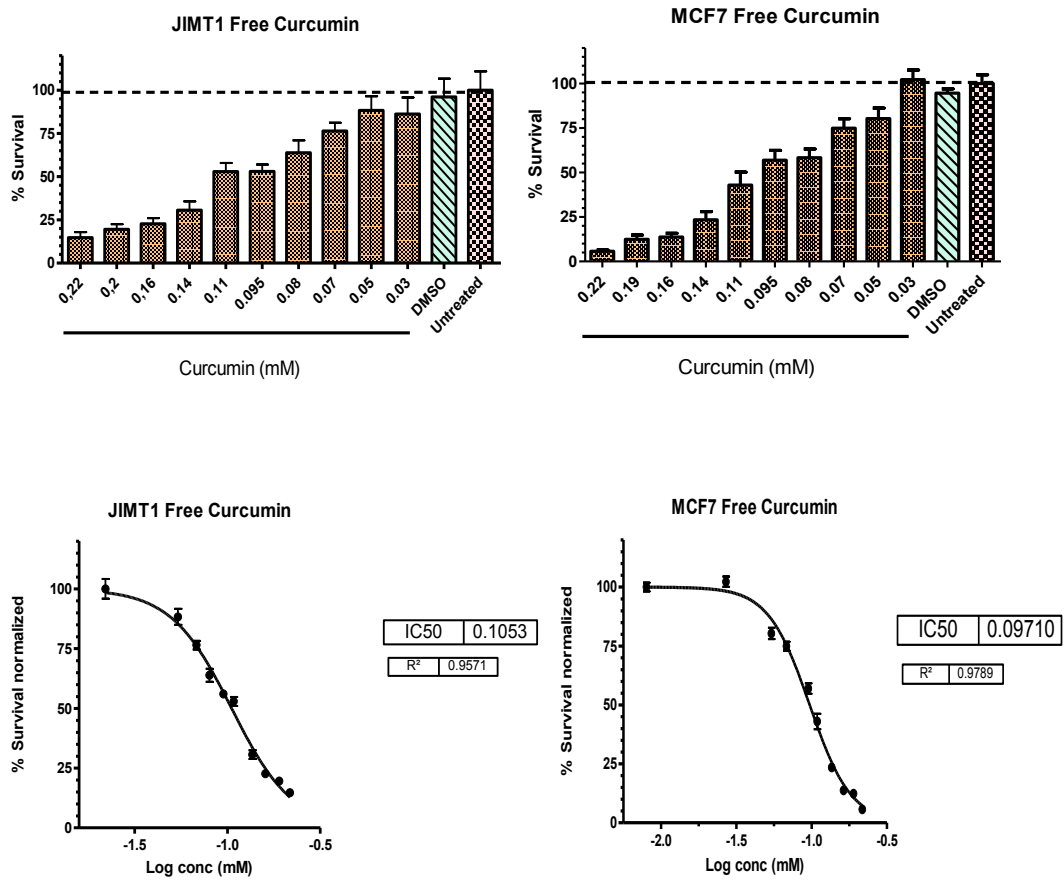 JIMT1 Free Curcumin
% Survival
100
75
50
25
0
0,22
0,2
0,16
0.14
0.11
0.095
0.08
0.07
0.05
0.03
DMSO
Untreated
Curcumin (mM)
MCF7 Free Curcumin
% Survival
100
75
50
25
0
0.22
0.19
0.16
0.14
0.11
0.095
0.08
0.07
0.05
0.03
DMSO
Untreated
Curcumin (mM)
JIMT1 Free Curcumin
% Survival normalized
100
75
50
25
0
-1.5
-1.0
-0.5
Log conc (mM)
IC50 0.1053
R² 0.9571
MCF7 Free Curcumin
% Survival normalized
100
75
50
25
0
-2.0
-1.5
-1.0
-0.5
Log conc (mM)
IC50 0.09710
R² 0.9789